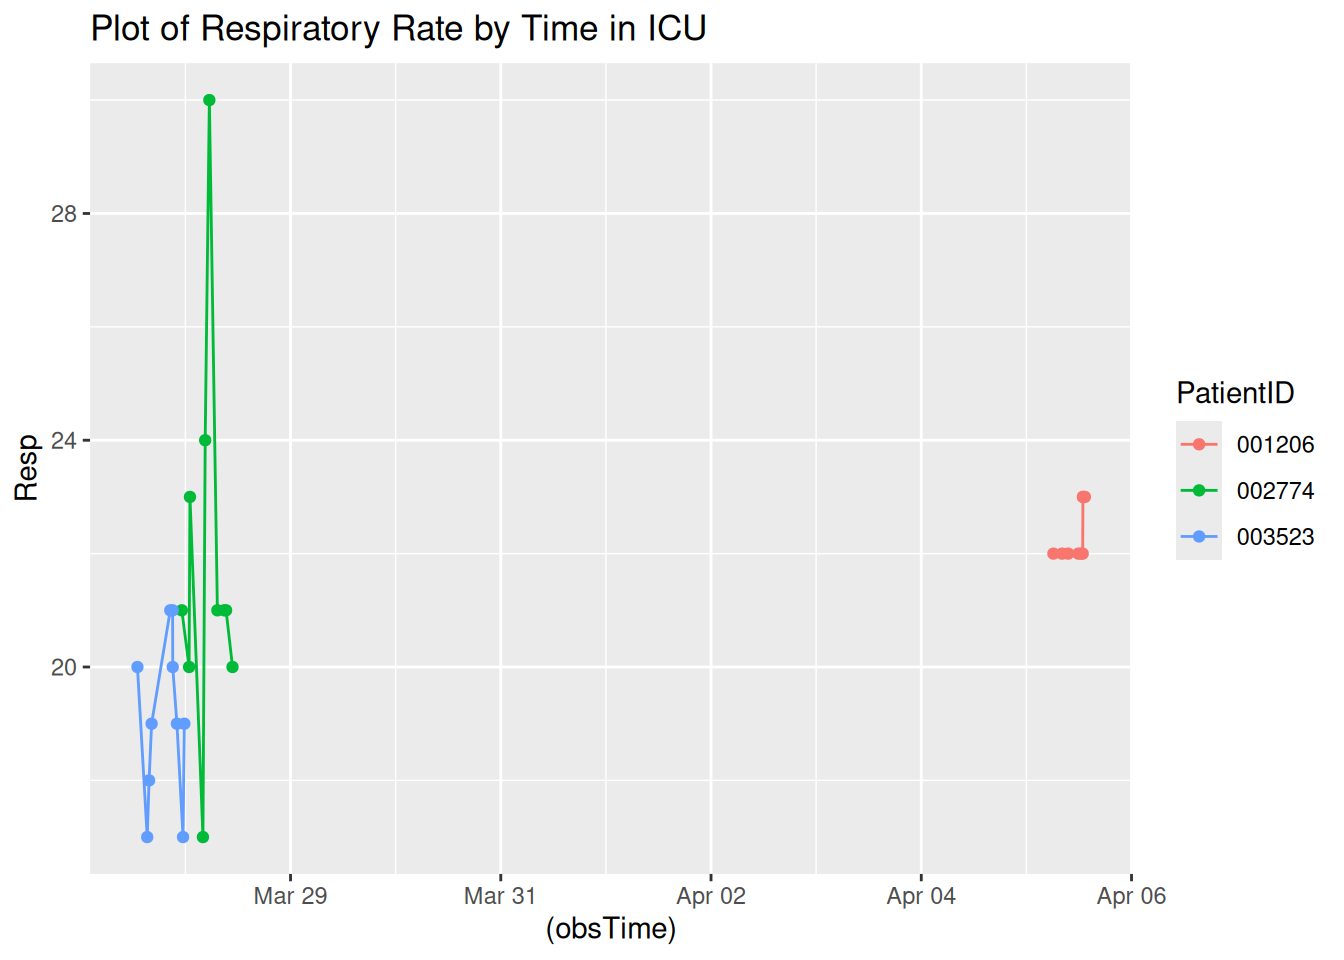 Plot of Respiratory Rate by Time in ICU
28
24
20
Resp
Mar 29
Mar 31
Apr 02
Apr 04
Apr 06
(obsTime)
PatientID
001206
002774
003523